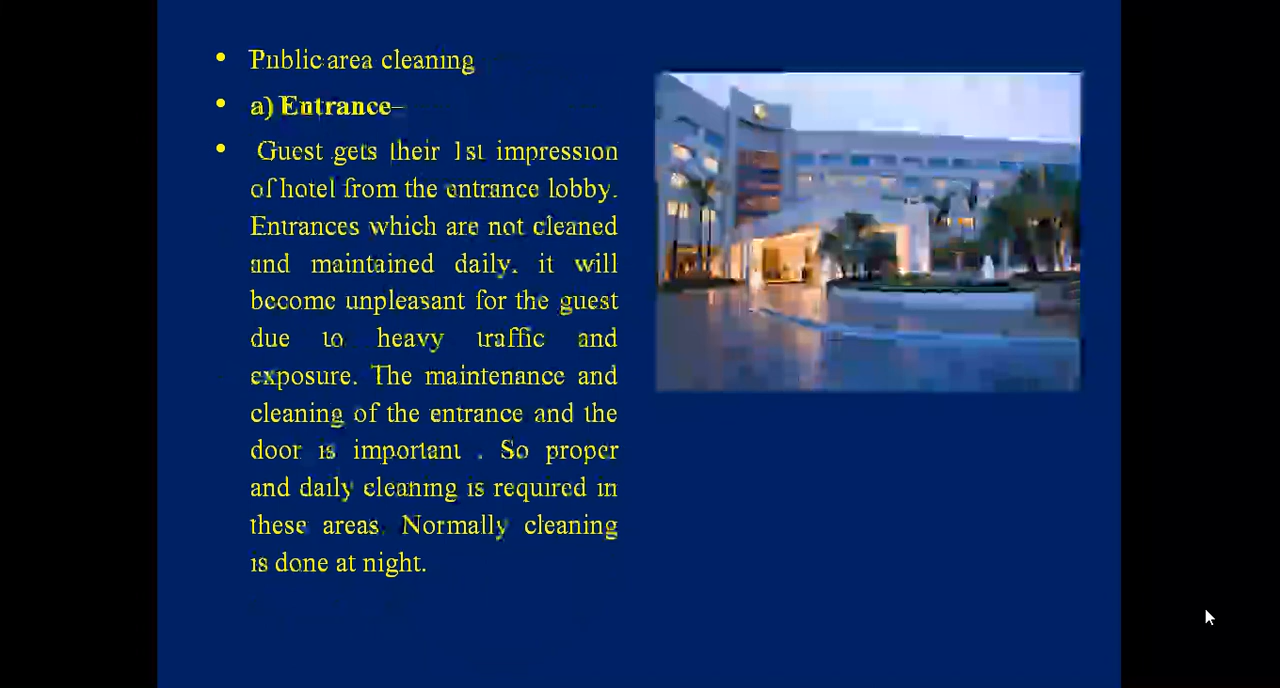 • Public area cleaning
• a) Entrance–
• Guest gets their 1st impression
of hotel from the entrance lobby.
Entrances which are not cleaned
and maintained daily. it will
become unpleasant for the guest
due to heavy traffic and
exposure. The maintenance and
cleaning of the entrance and the
door is important . So proper
and daily cleaning is required in
these areas. Normally cleaning
is done at night.